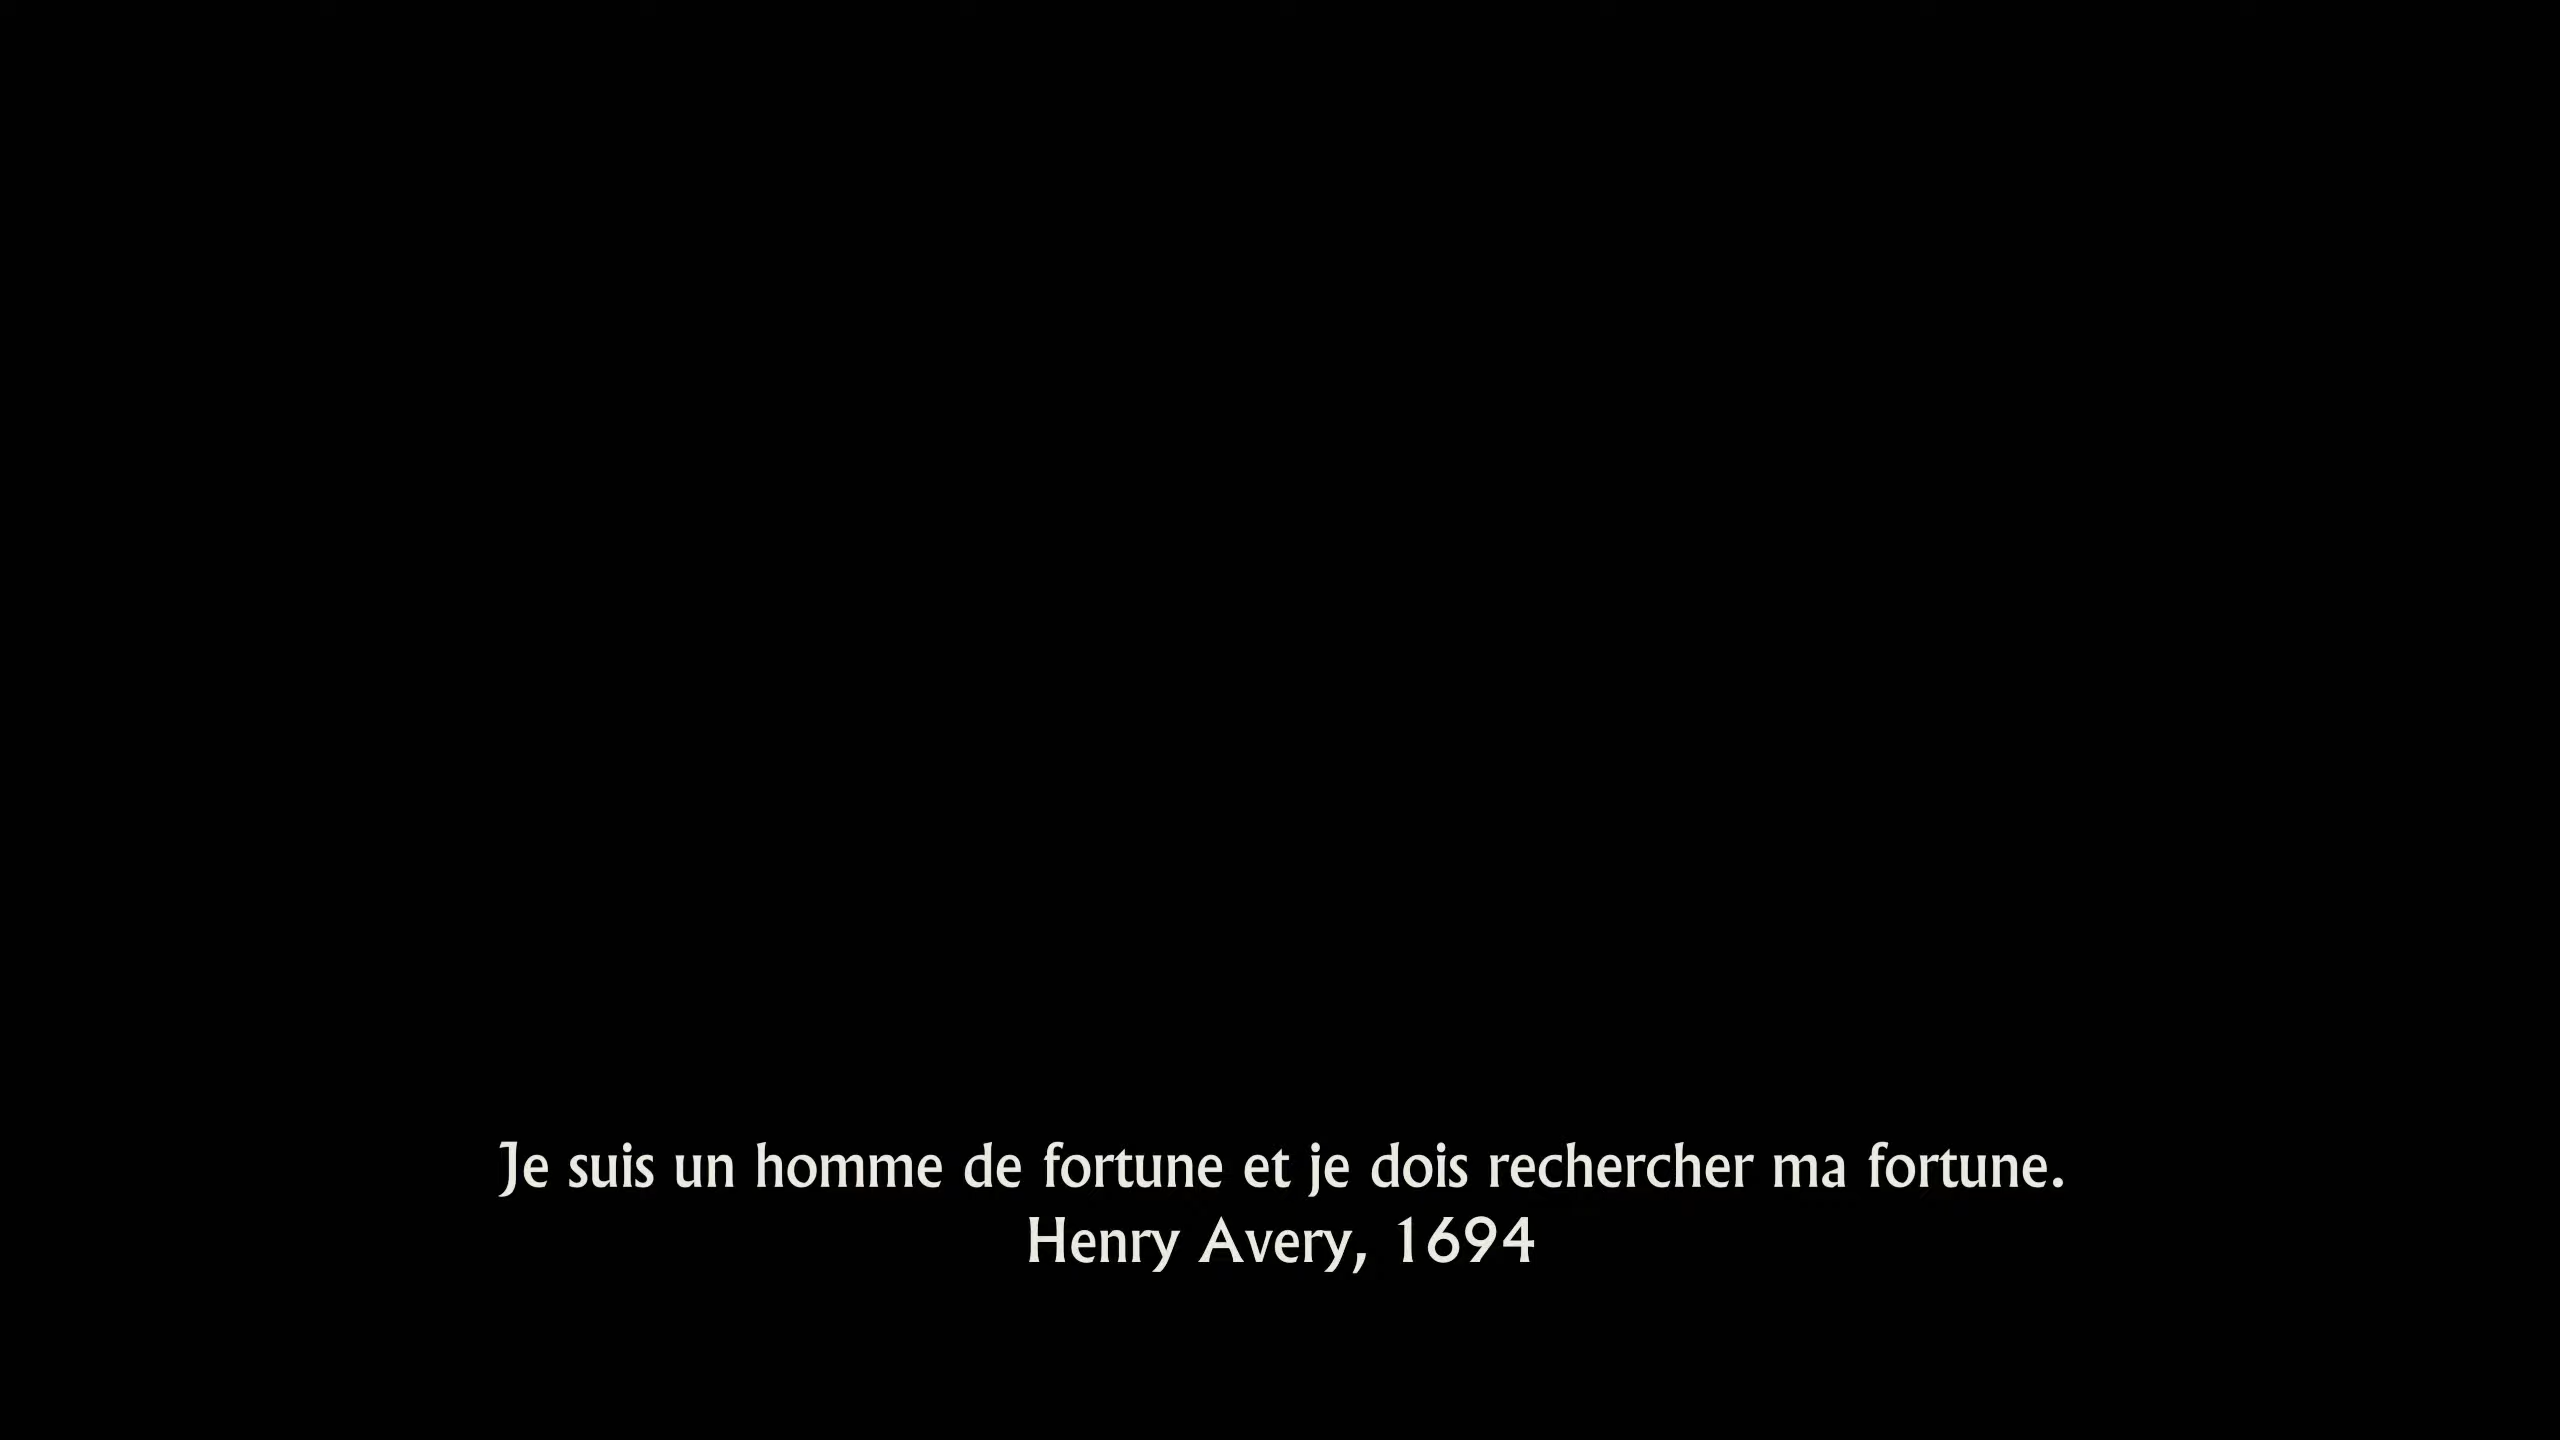 Je suis un homme de fortune et je dois rechercher ma fortune.
Henry Avery, 1694